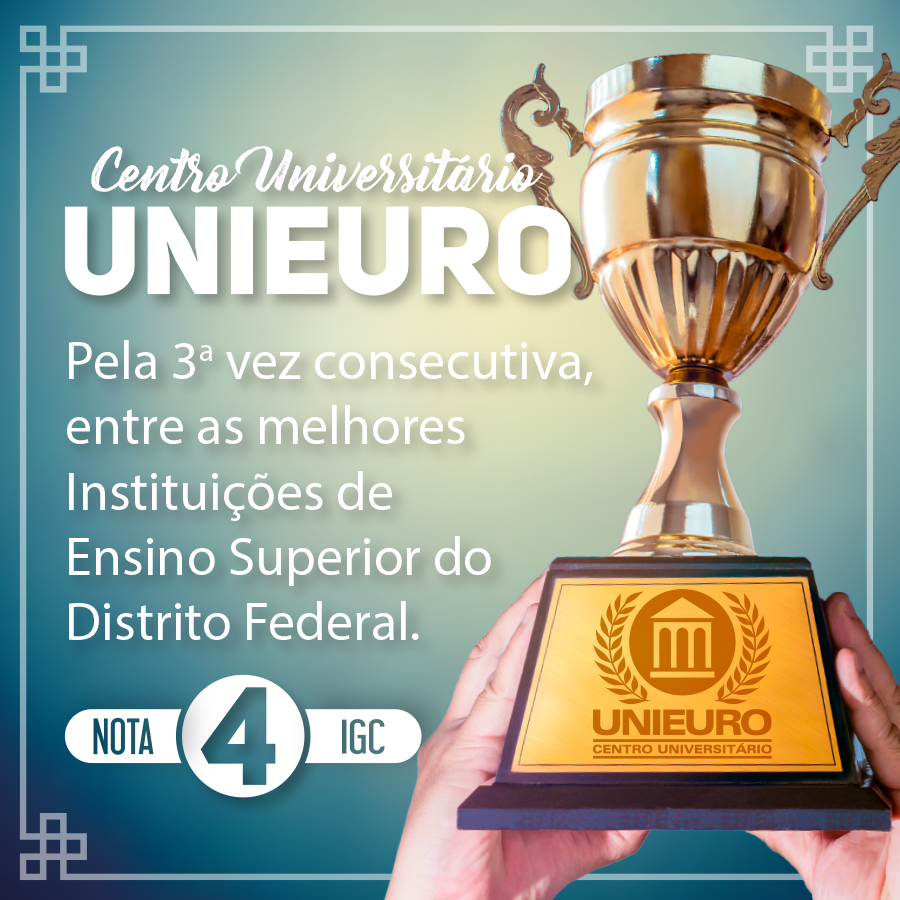 Centro Universitário
UNIEURO
Pela 3ª vez consecutiva,
entre as melhores
Instituições de
Ensino Superior do
Distrito Federal.
NOTA 4 IGC
UNIEURO
CENTRO UNIVERSITÁRIO